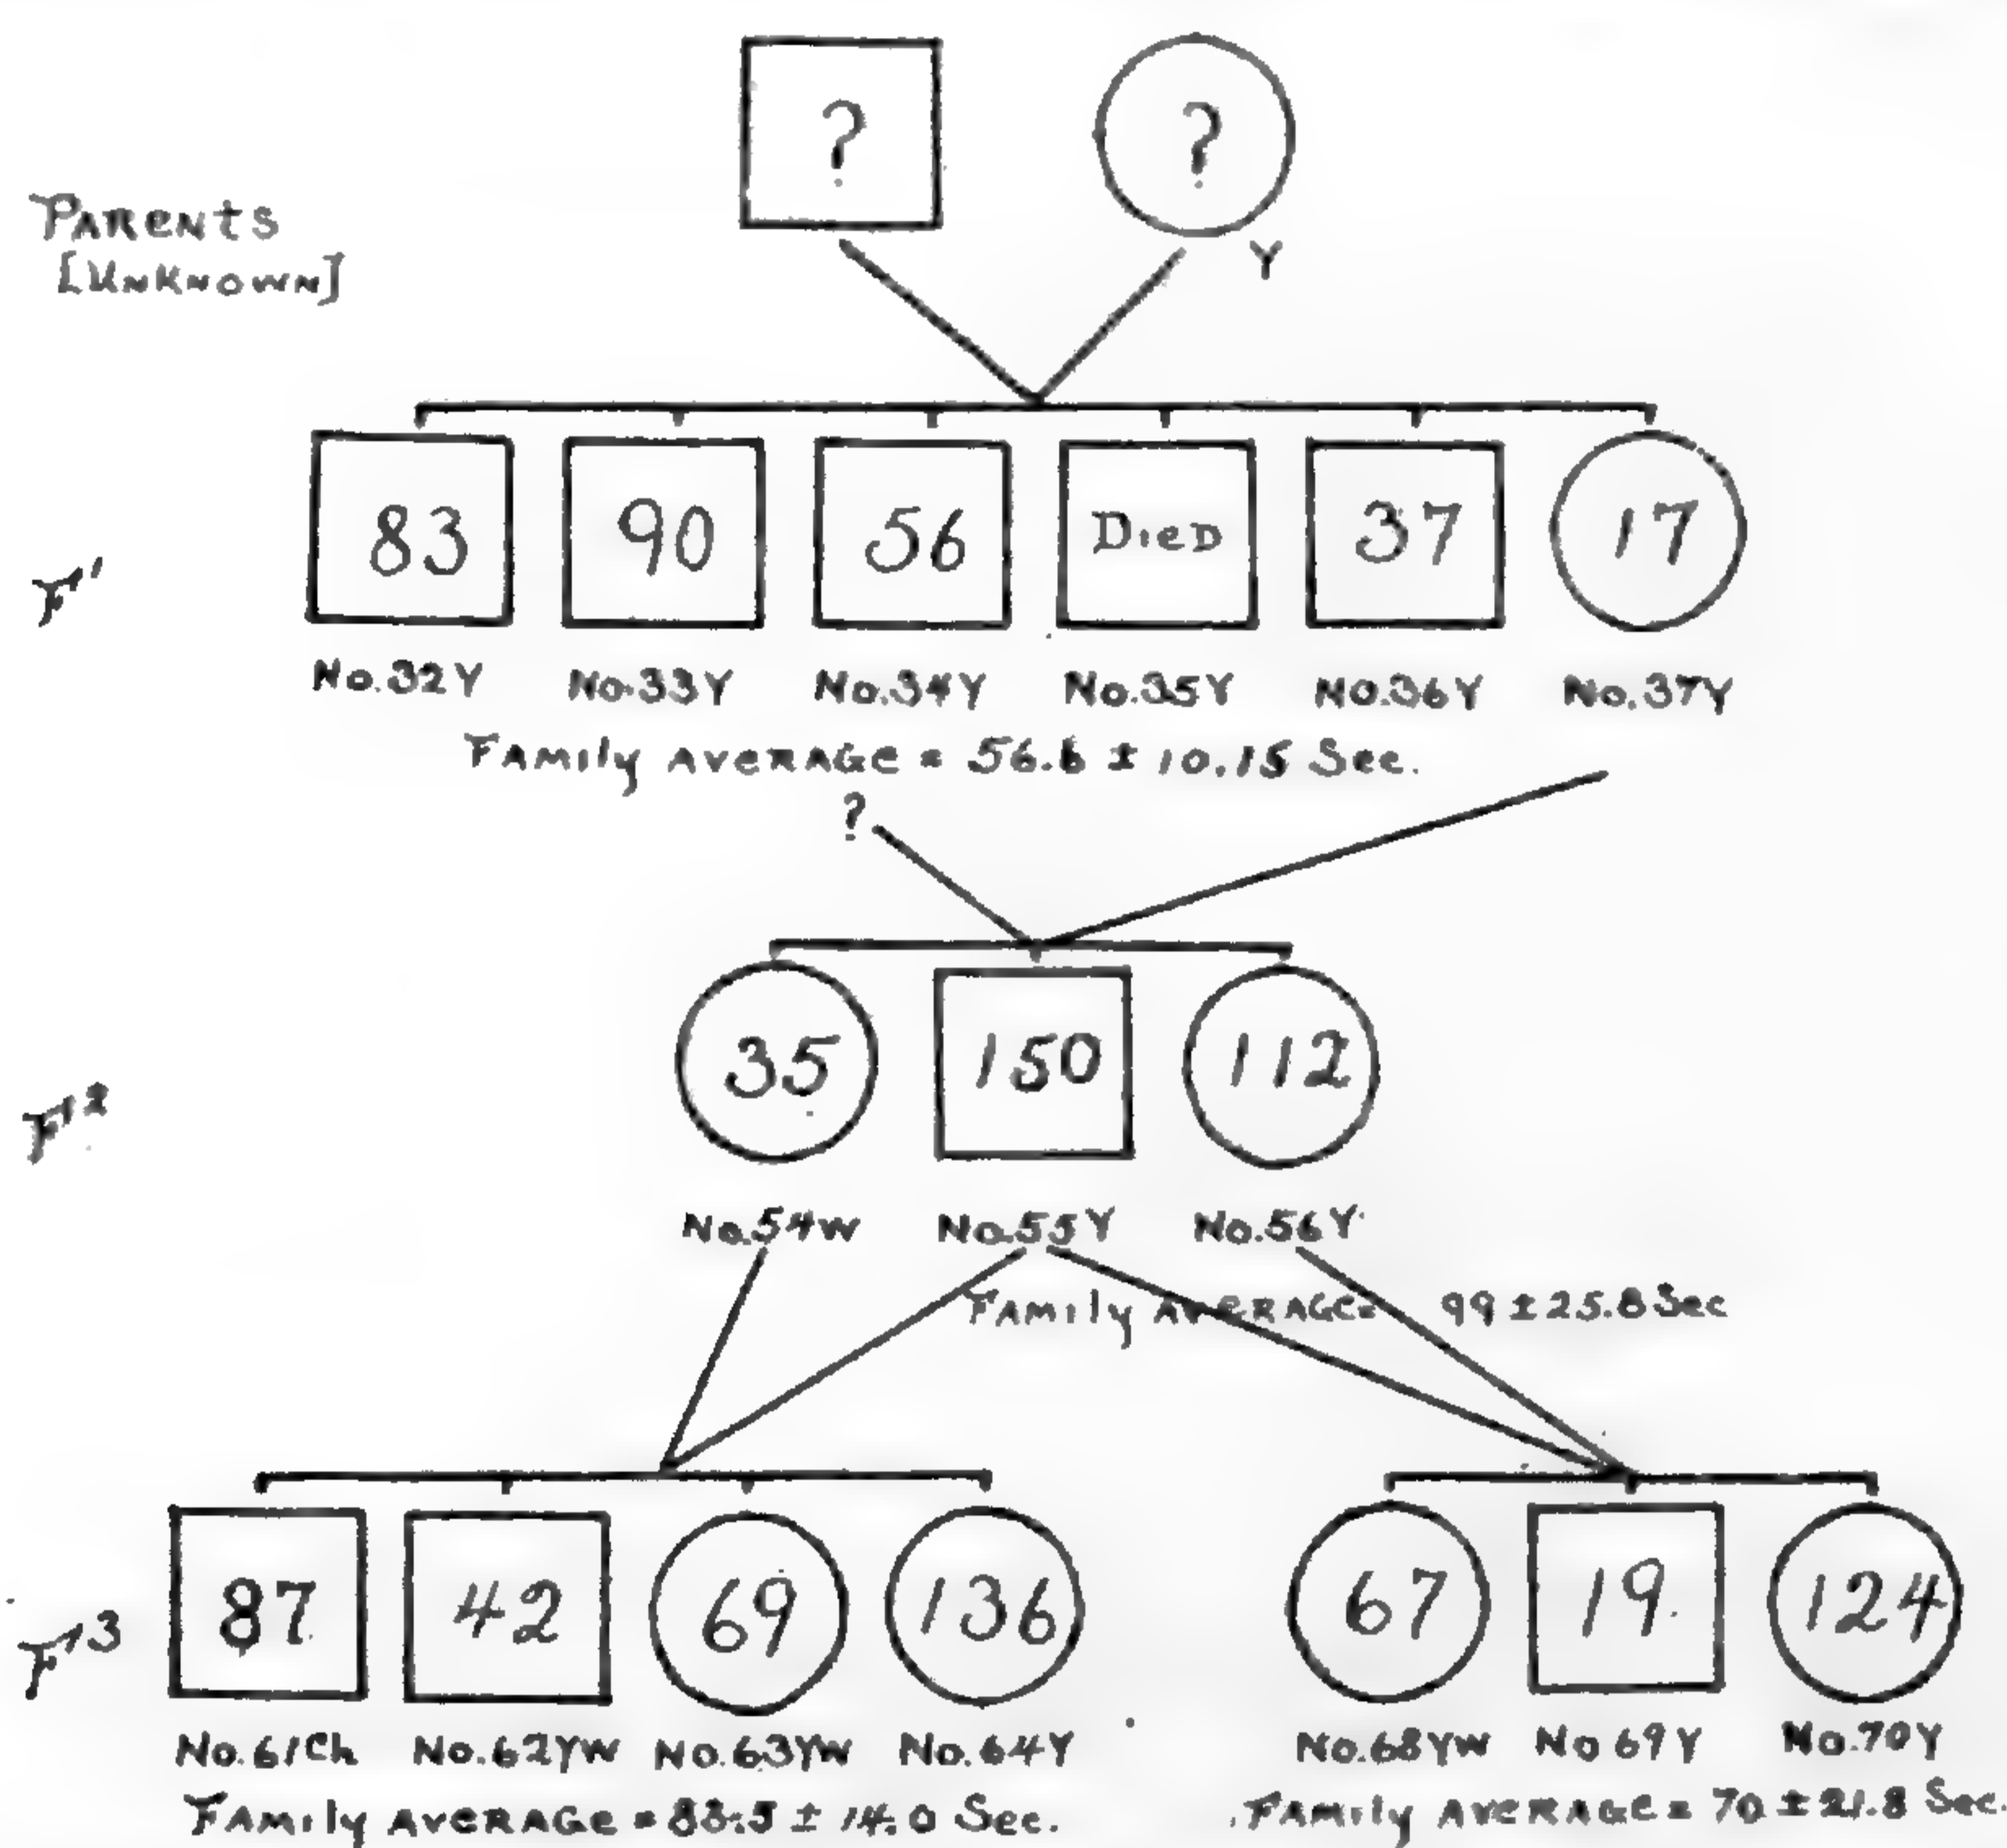 ? ?
PARENTS
[UNKNOWN]
Y
F1
83 90 56 DIED 37 17
No.32Y No.33Y No.34Y No.35Y No.36Y No.37Y
FAMILY AVERAGE = 56.6 ± 10.15 Sec.
?
F2
35 150 112
No.54W No.55Y No.56Y
FAMILY AVERAGE= 99 ± 25.8 Sec
F3
87 42 69 136 67 19 124
No.61Ch No.62YW No.63YW No.64Y No.68YW No 69Y No.70Y
FAMILY AVERAGE = 83.5 ± 14.0 Sec. FAMILY AVERAGE = 70 ± 21.8 Sec.